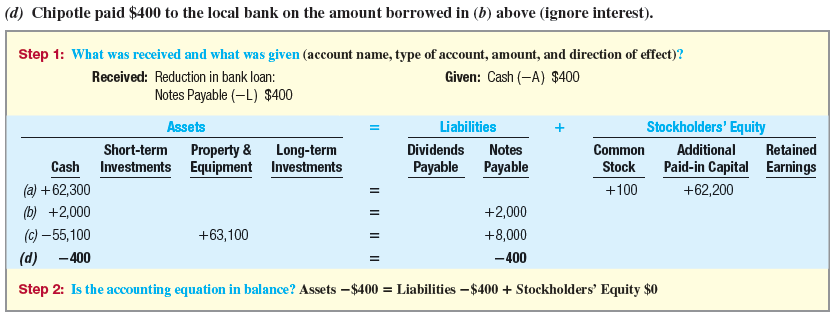 (d) Chipotle paid $400 to the local bank on the amount borrowed in (b) above (ignore interest).
Step 1: What was received and what was given (account name, type of account, amount, and direction of effect)?
Received: Reduction in bank loan: Given: Cash (−A) $400
Notes Payable (−L) $400
Assets = Liabilities + Stockholders' Equity
Short-term Property & Long-term Dividends Notes Common Additional Retained
Cash Investments Equipment Investments Payable Payable Stock Paid-in Capital Earnings
(a) +62,300 = +100 +62,200
(b) +2,000 = +2,000
(c) −55,100 +63,100 = +8,000
(d) −400 = −400
Step 2: Is the accounting equation in balance? Assets −$400 = Liabilities −$400 + Stockholders' Equity $0